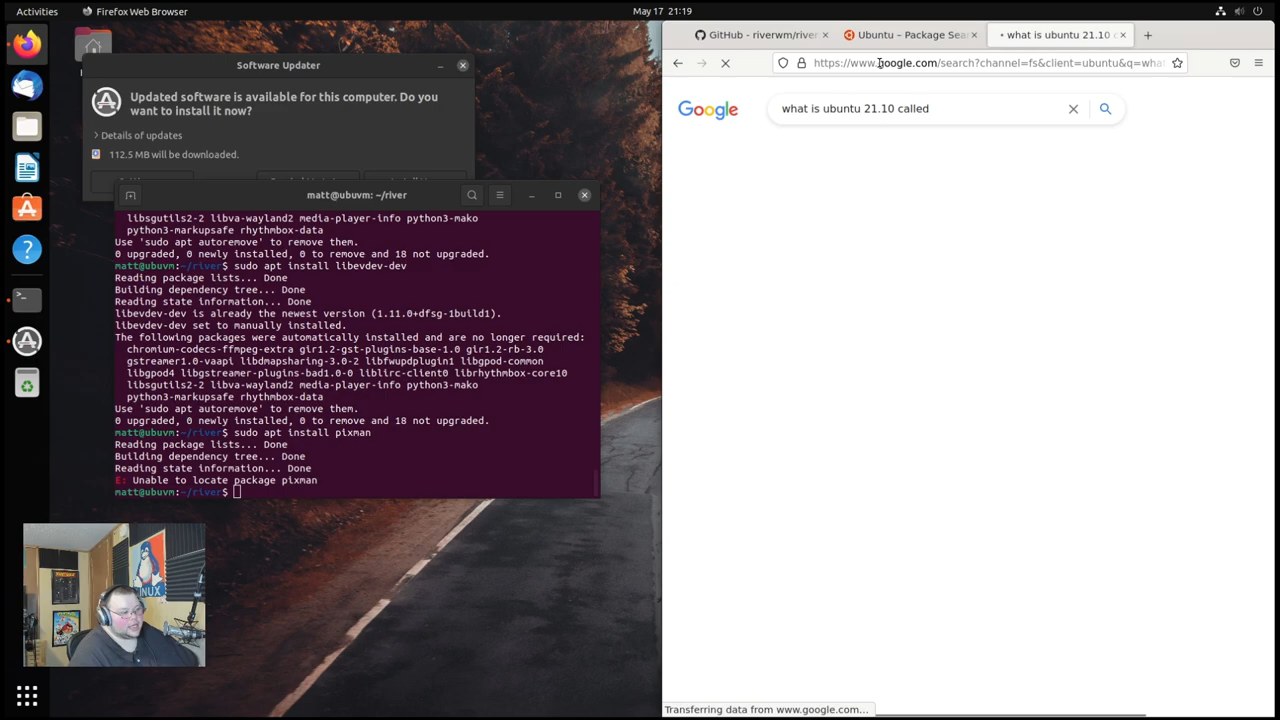 Activities
Firefox Web Browser
May 17 21:19
Software Updater
Updated software is available for this computer. Do you
want to install it now?
Details of updates
112.5 MB will be downloaded.
matt@ubuvm: ~/river
libsgutils2-2 libva-wayland2 media-player-info python3-mako
python3-markupsafe rhythmbox-data
Use 'sudo apt autoremove' to remove them.
0 upgraded, 0 newly installed, 0 to remove and 18 not upgraded.
matt@ubuvm:~/river$ sudo apt install libevdev-dev
Reading package lists... Done
Building dependency tree... Done
Reading state information... Done
libevdev-dev is already the newest version (1.11.0+dfsg-1build1).
libevdev-dev set to manually installed.
The following packages were automatically installed and are no longer required:
chromium-codecs-ffmpeg-extra gir1.2-gst-plugins-base-1.0 gir1.2-rb-3.0
gstreamer1.0-vaapi libdmapsharing-3.0-2 libfwupdplugin1 libgpod-common
libgpod4 libgstreamer-plugins-bad1.0-0 liblirc-client0 librhythmbox-core10
libsgutils2-2 libva-wayland2 media-player-info python3-mako
python3-markupsafe rhythmbox-data
Use 'sudo apt autoremove' to remove them.
0 upgraded, 0 newly installed, 0 to remove and 18 not upgraded.
matt@ubuvm:~/river$ sudo apt install pixman
Reading package lists... Done
Building dependency tree... Done
Reading state information... Done
E: Unable to locate package pixman
matt@ubuvm:~/river$
LINUX
GitHub - riverwm/river
Ubuntu – Package Sea
what is ubuntu 21.10 c
https://www.google.com/search?channel=fs&client=ubuntu&q=wha
Google
what is ubuntu 21.10 called
Transferring data from www.google.com...